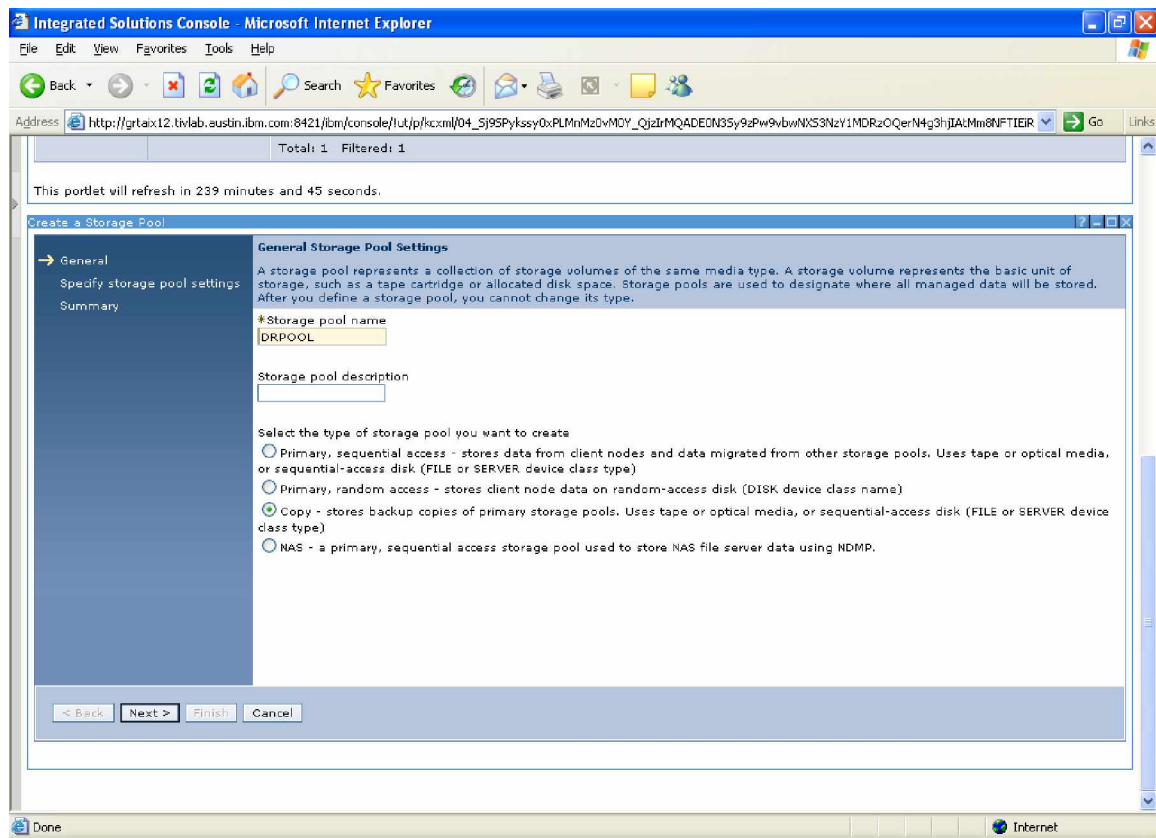 Integrated Solutions Console - Microsoft Internet Explorer
File Edit View Favorites Tools Help
Back Search Favorites
Address http://grtaix12.tivlab.austin.ibm.com:8421/ibm/console/!ut/p/kcxml/ Go Links
Total: 1 Filtered: 1
This portlet will refresh in 239 minutes and 45 seconds.
Create a Storage Pool
General
Specify storage pool settings
Summary
General Storage Pool Settings
A storage pool represents a collection of storage volumes of the same media type. A storage volume represents the basic unit of
storage, such as a tape cartridge or allocated disk space. Storage pools are used to designate where all managed data will be stored.
After you define a storage pool, you cannot change its type.
*Storage pool name
DRPOOL
Storage pool description
Select the type of storage pool you want to create
Primary, sequential access - stores data from client nodes and data migrated from other storage pools. Uses tape or optical media,
or sequential-access disk (FILE or SERVER device class type)
Primary, random access - stores client node data on random-access disk (DISK device class name)
Copy - stores backup copies of primary storage pools. Uses tape or optical media, or sequential-access disk (FILE or SERVER device
class type)
NAS - a primary, sequential access storage pool used to store NAS file server data using NDMP.
< Back Next > Finish Cancel
Done Internet